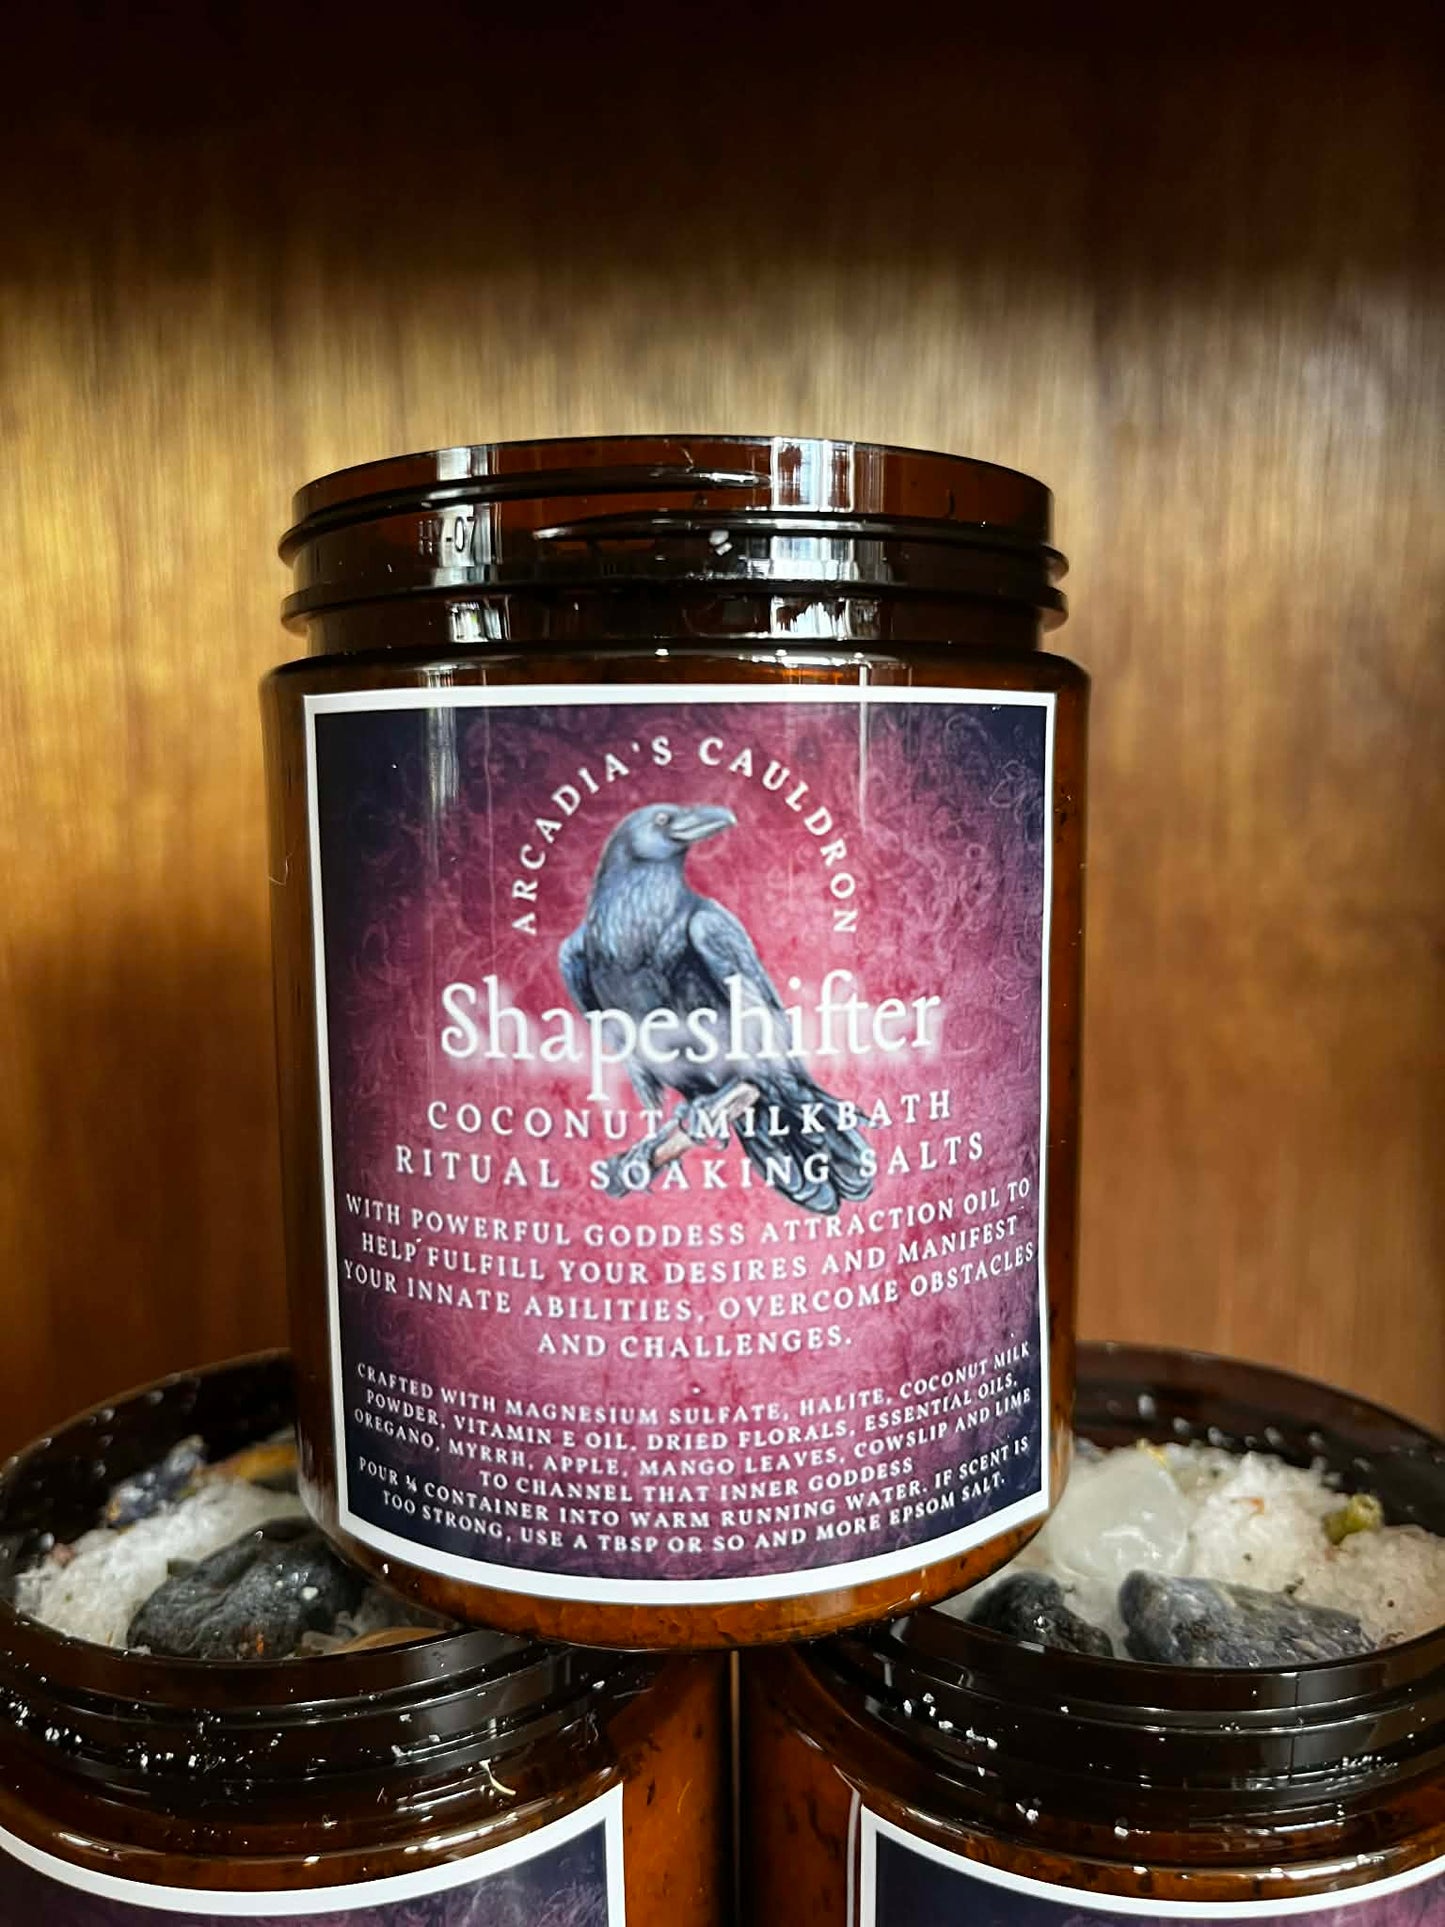 HY-07
ARCADIA'S CAULDRON
Shapeshifter
COCONUT MILKBATH
RITUAL SOAKING SALTS
WITH POWERFUL GODDESS ATTRACTION OIL TO
HELP FULFILL YOUR DESIRES AND MANIFEST
YOUR INNATE ABILITIES, OVERCOME OBSTACLES
AND CHALLENGES.
CRAFTED WITH MAGNESIUM SULFATE, HALITE, COCONUT MILK
POWDER, VITAMIN E OIL, DRIED FLORALS, ESSENTIAL OILS,
OREGANO, MYRRH, APPLE, MANGO LEAVES, COWSLIP AND LIME
TO CHANNEL THAT INNER GODDESS
POUR ¼ CONTAINER INTO WARM RUNNING WATER. IF SCENT IS
TOO STRONG, USE A TBSP OR SO AND MORE EPSOM SALT.